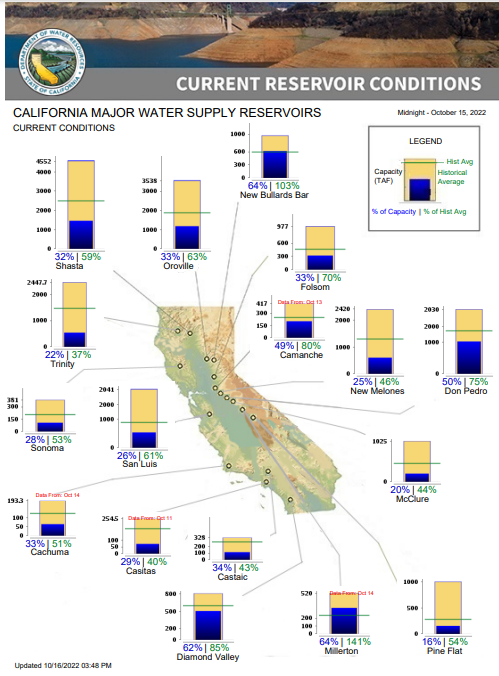 DEPARTMENT OF WATER RESOURCES
STATE OF CALIFORNIA
CURRENT RESERVOIR CONDITIONS
CALIFORNIA MAJOR WATER SUPPLY RESERVOIRS
Midnight - October 15, 2022
CURRENT CONDITIONS
LEGEND
Capacity
(TAF)
Hist Avg
Historical
Average
% of Capacity | % of Hist Avg
4552
4000
3000
2000
1000
0
32% | 59%
Shasta
3538
3000
2000
1000
0
33% | 63%
Oroville
1000
600
300
0
64% | 103%
New Bullards Bar
977
600
300
0
33% | 70%
Folsom
2447.7
2000
1000
0
22% | 37%
Trinity
Data From: Oct 13
417
300
150
0
49% | 80%
Camanche
2420
2000
1000
0
25% | 46%
New Melones
2030
2000
1000
0
50% | 75%
Don Pedro
381
300
150
0
28% | 53%
Sonoma
2041
2000
1000
0
26% | 61%
San Luis
1025
500
0
20% | 44%
McClure
Data From: Oct 14
193.3
100
50
0
33% | 51%
Cachuma
Data From: Oct 11
254.5
100
50
0
29% | 40%
Casitas
325
200
100
0
34% | 43%
Castaic
800
500
200
0
62% | 85%
Diamond Valley
Data From: Oct 14
520
200
100
0
64% | 141%
Millerton
1000
500
0
16% | 54%
Pine Flat
Updated 10/16/2022 03:48 PM